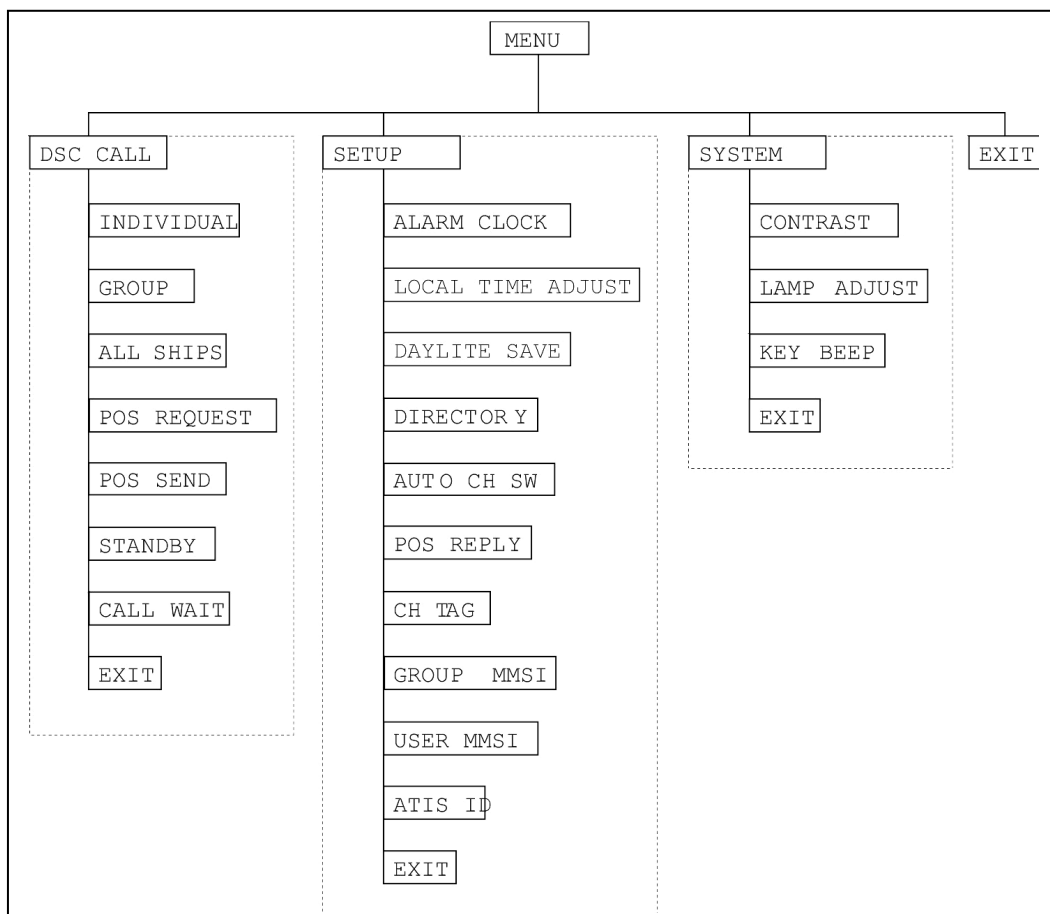 MENU
DSC CALL
INDIVIDUAL
GROUP
ALL SHIPS
POS REQUEST
POS SEND
STANDBY
CALL WAIT
EXIT
SETUP
ALARM CLOCK
LOCAL TIME ADJUST
DAYLITE SAVE
DIRECTORY
AUTO CH SW
POS REPLY
CH TAG
GROUP MMSI
USER MMSI
ATIS ID
EXIT
SYSTEM
CONTRAST
LAMP ADJUST
KEY BEEP
EXIT
EXIT